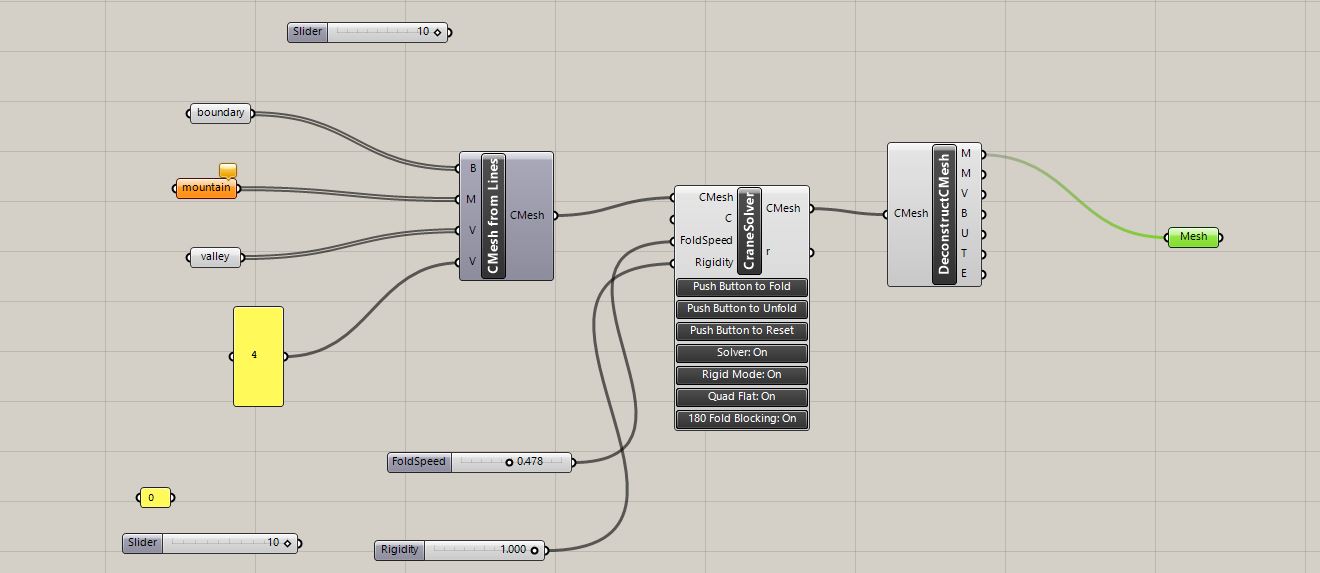 Slider 10
boundary
mountain
valley
4
B
M
V
V
CMesh from Lines
CMesh
CMesh
C
FoldSpeed
Rigidity
CraneSolver
CMesh
r
Push Button to Fold
Push Button to Unfold
Push Button to Reset
Solver: On
Rigid Mode: On
Quad Flat: On
180 Fold Blocking: On
CMesh
DeconstructCMesh
M
M
V
B
U
T
E
Mesh
FoldSpeed 0.478
0
Slider 10
Rigidity 1.000